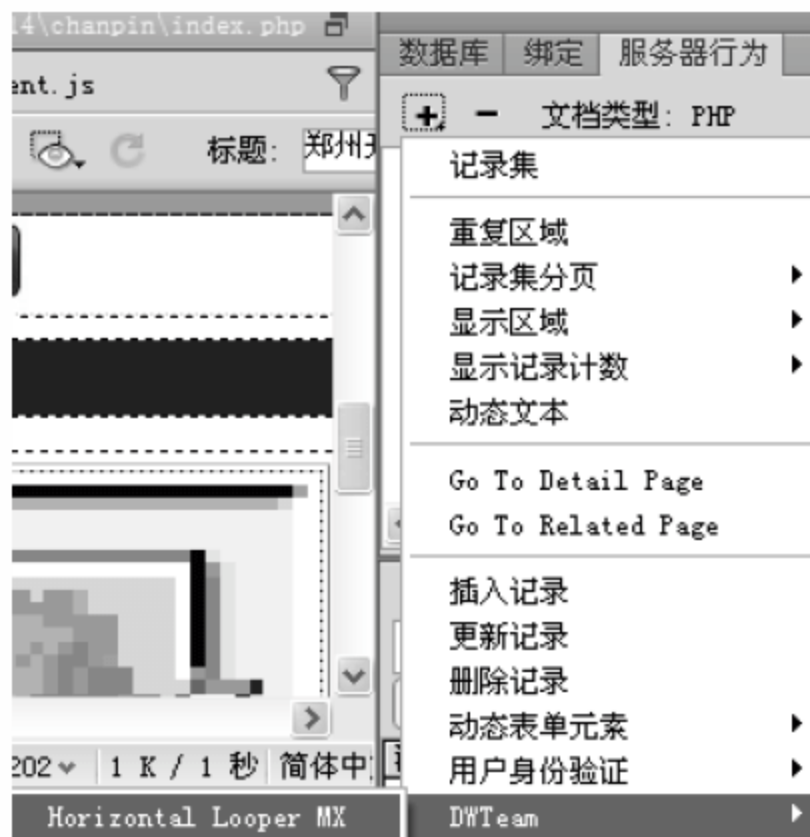 14\chanpin\index.php
ent.js
标题: 郑州
202 1 K / 1 秒 简体中
数据库 绑定 服务器行为
文档类型: PHP
记录集
重复区域
记录集分页
显示区域
显示记录计数
动态文本
Go To Detail Page
Go To Related Page
插入记录
更新记录
删除记录
动态表单元素
用户身份验证
Horizontal Looper MX
DWTeam